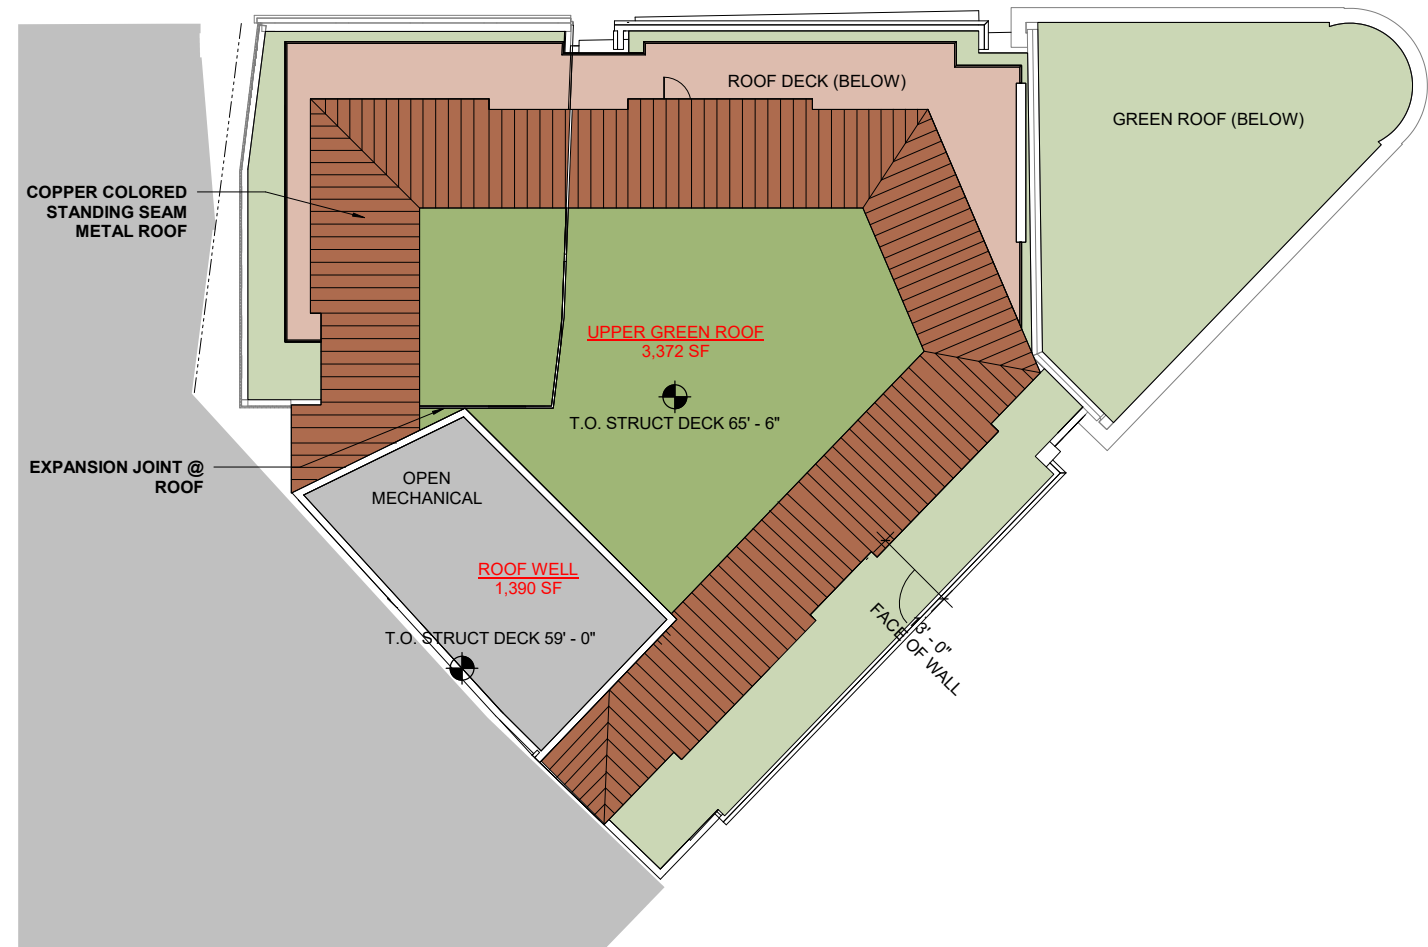 ROOF DECK (BELOW)
GREEN ROOF (BELOW)
COPPER COLORED
STANDING SEAM
METAL ROOF
UPPER GREEN ROOF
3,372 SF
T.O. STRUCT DECK 65' - 6"
EXPANSION JOINT @
ROOF
OPEN
MECHANICAL
ROOF WELL
1,390 SF
T.O. STRUCT DECK 59' - 0"
13' - 0"
FACE OF WALL